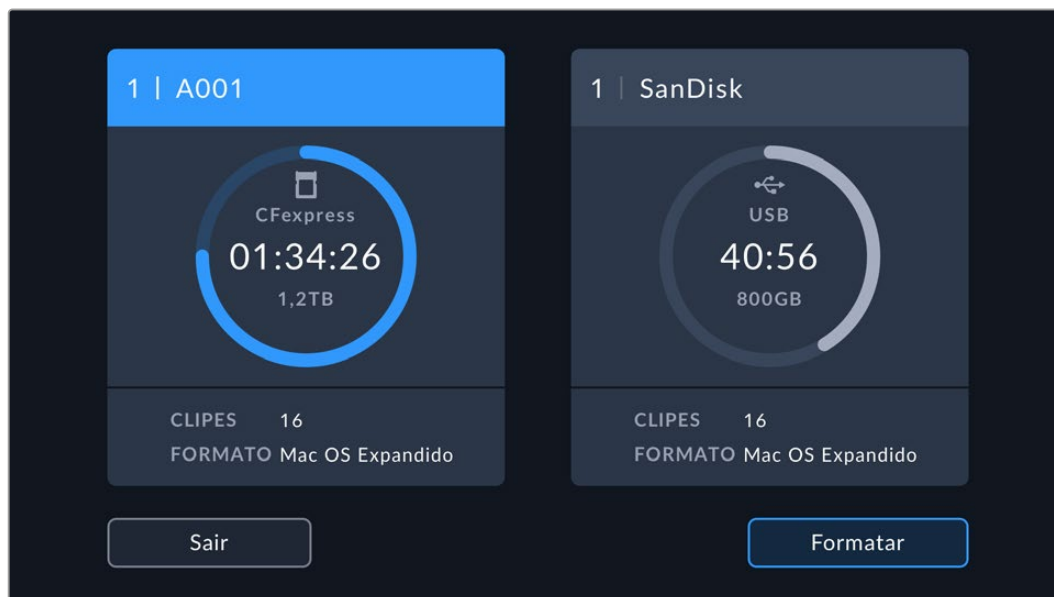 1 | A001
CFexpress
01:34:26
1,2TB
CLIPES 16
FORMATO Mac OS Expandido
1 | SanDisk
USB
40:56
800GB
CLIPES 16
FORMATO Mac OS Expandido
Sair
Formatar